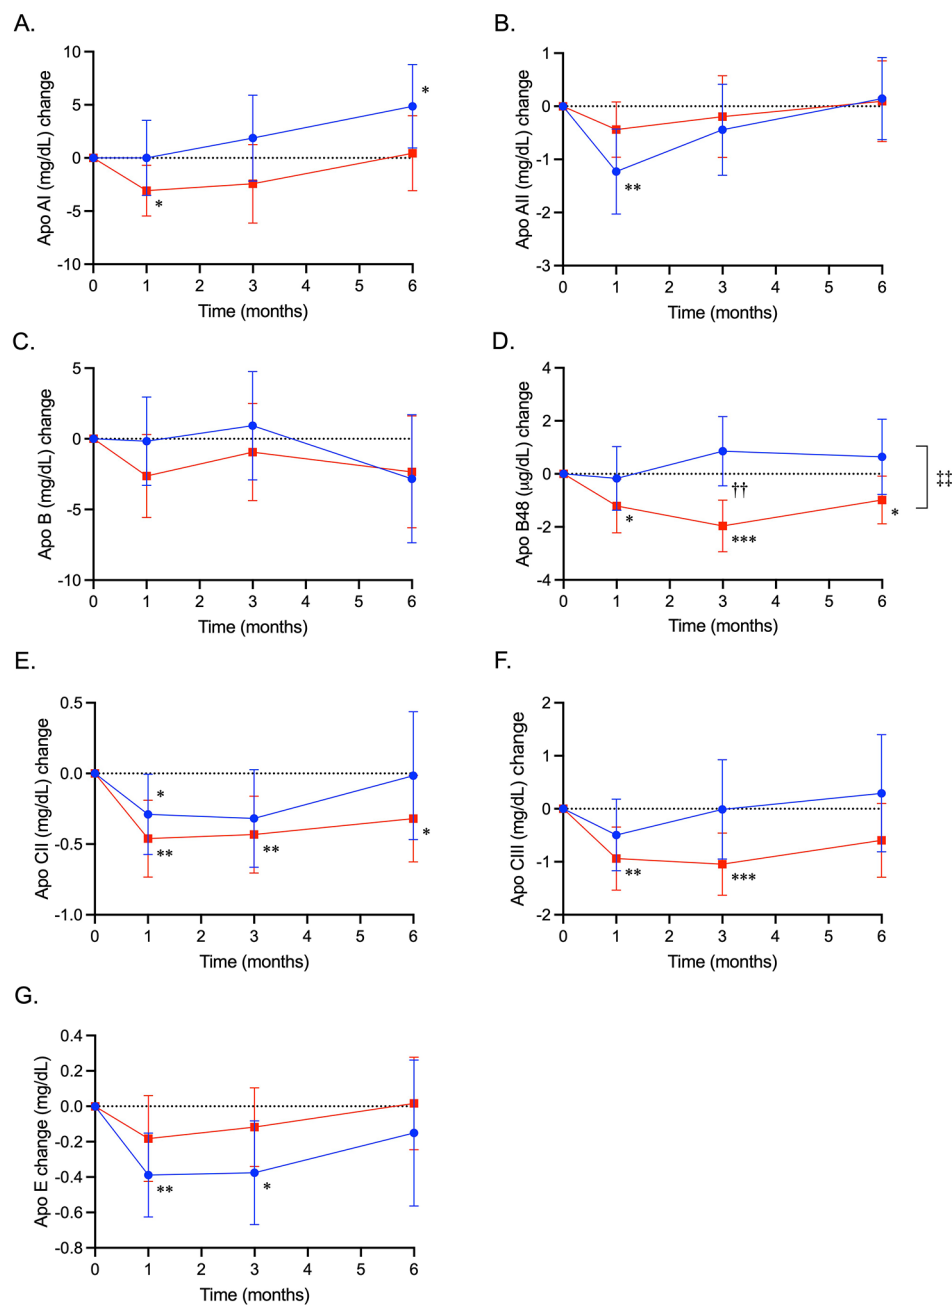 A.
Apo AI (mg/dL) change
10
5
0
-5
-10
*
*
0 1 2 3 4 5 6
Time (months)
B.
Apo AII (mg/dL) change
1
0
-1
-2
-3
**
0 1 2 3 4 5 6
Time (months)
C.
Apo B (mg/dL) change
5
0
-5
-10
0 1 2 3 4 5 6
Time (months)
D.
Apo B48 (μg/dL) change
4
2
0
-2
-4
*
††
***
*
‡‡
0 1 2 3 4 5 6
Time (months)
E.
Apo CII (mg/dL) change
0.5
0.0
-0.5
-1.0
*
**
**
*
0 1 2 3 4 5 6
Time (months)
F.
Apo CIII (mg/dL) change
2
1
0
-1
-2
**
***
0 1 2 3 4 5 6
Time (months)
G.
Apo E change (mg/dL)
0.4
0.2
0.0
-0.2
-0.4
-0.6
-0.8
**
*
0 1 2 3 4 5 6
Time (months)